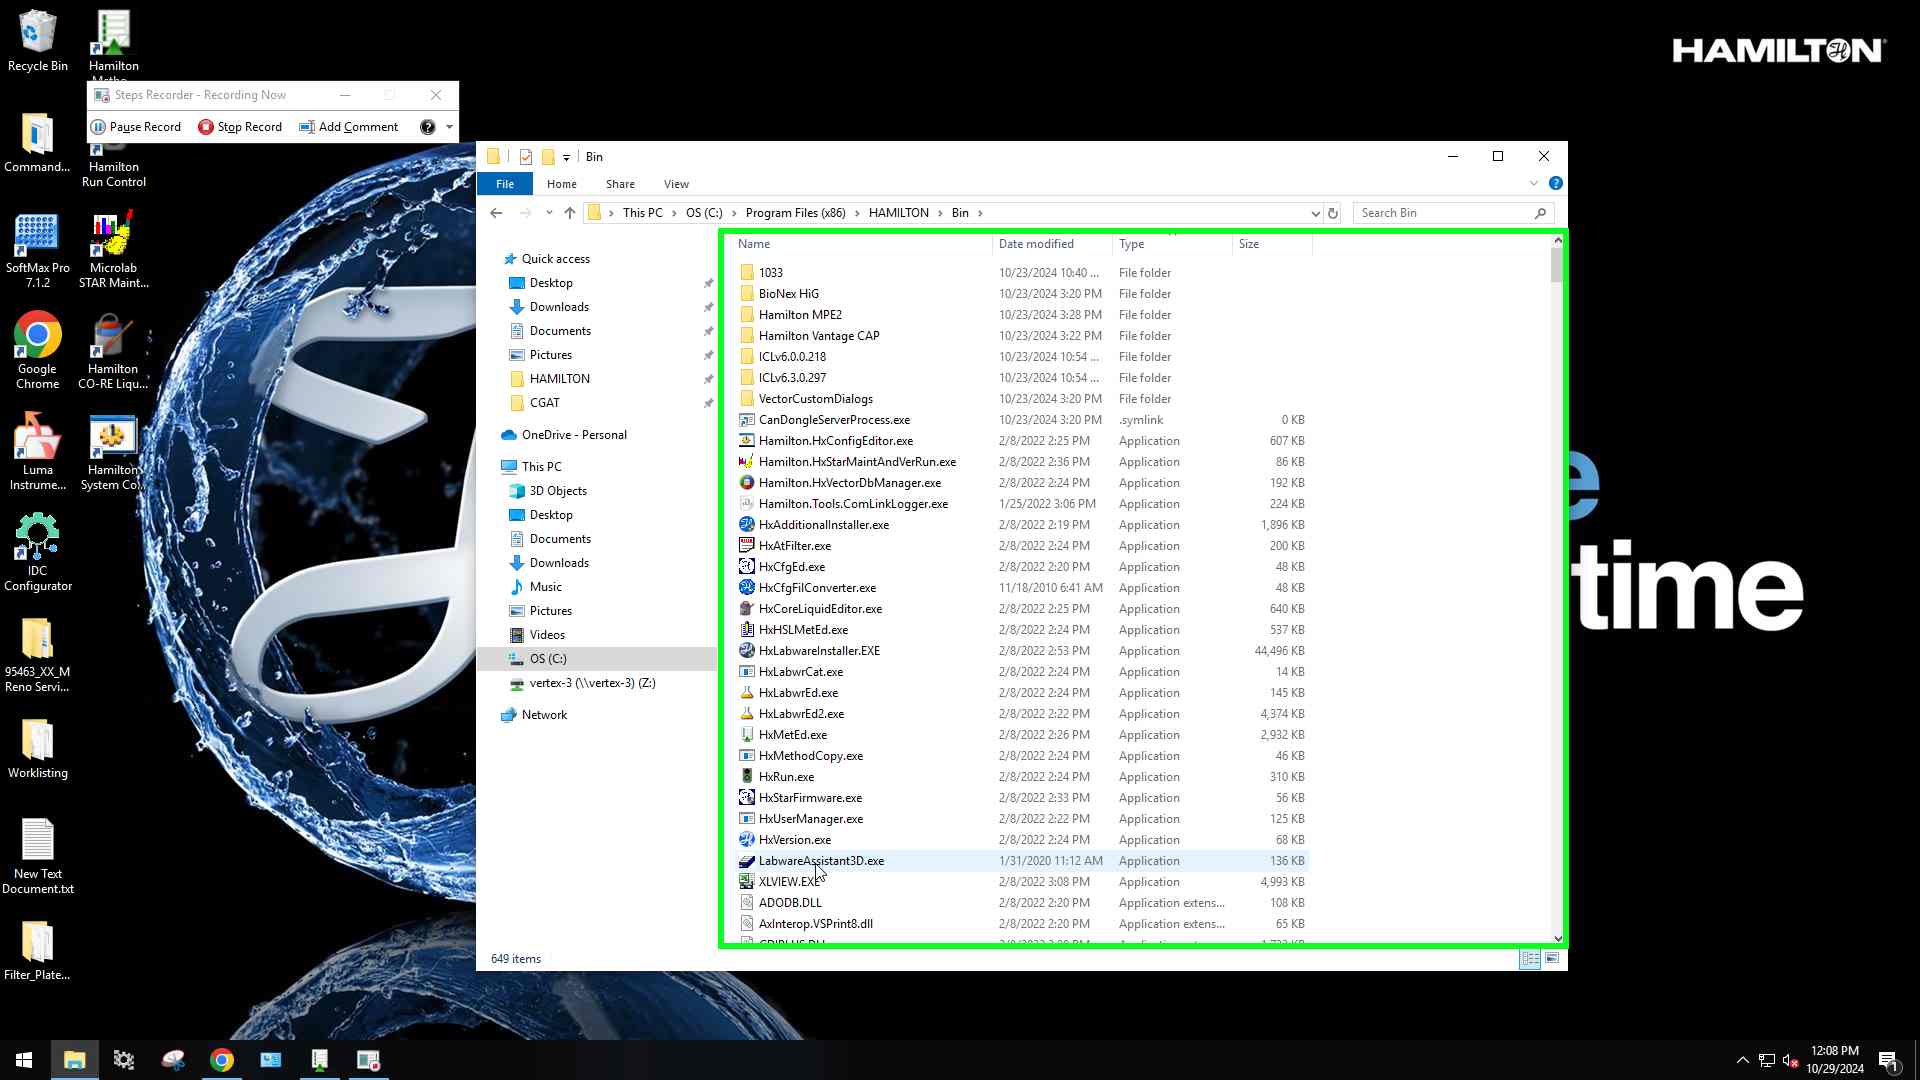 Recycle Bin
Hamilton
HAMILTON
Steps Recorder - Recording Now
Pause Record
Stop Record
Add Comment
Command...
Hamilton
Run Control
SoftMax Pro
7.1.2
Microlab
STAR Maint...
Google
Chrome
Hamilton
CO-RE Liqu...
Luma
Instrume...
Hamilton
System Co...
IDC
Configurator
95463_XX_M
Reno Servi...
Worklisting
New Text
Document.txt
Filter_Plate...
Bin
File
Home
Share
View
This PC > OS (C:) > Program Files (x86) > HAMILTON > Bin >
Search Bin
Quick access
Desktop
Downloads
Documents
Pictures
HAMILTON
CGAT
OneDrive - Personal
This PC
3D Objects
Desktop
Documents
Downloads
Music
Pictures
Videos
OS (C:)
vertex-3 (\\vertex-3) (Z:)
Network
Name Date modified Type Size
1033 10/23/2024 10:40 ... File folder
BioNex HiG 10/23/2024 3:20 PM File folder
Hamilton MPE2 10/23/2024 3:28 PM File folder
Hamilton Vantage CAP 10/23/2024 3:22 PM File folder
ICLv6.0.0.218 10/23/2024 10:54 ... File folder
ICLv6.3.0.297 10/23/2024 10:54 ... File folder
VectorCustomDialogs 10/23/2024 3:20 PM File folder
CanDongleServerProcess.exe 10/23/2024 3:20 PM .symlink 0 KB
Hamilton.HxConfigEditor.exe 2/8/2022 2:25 PM Application 607 KB
Hamilton.HxStarMaintAndVerRun.exe 2/8/2022 2:36 PM Application 86 KB
Hamilton.HxVectorDbManager.exe 2/8/2022 2:24 PM Application 192 KB
Hamilton.Tools.ComLinkLogger.exe 1/25/2022 3:06 PM Application 224 KB
HxAdditionalInstaller.exe 2/8/2022 2:19 PM Application 1,896 KB
HxAtFilter.exe 2/8/2022 2:24 PM Application 200 KB
HxCfgEd.exe 2/8/2022 2:20 PM Application 48 KB
HxCfgFilConverter.exe 11/18/2010 6:41 AM Application 48 KB
HxCoreLiquidEditor.exe 2/8/2022 2:25 PM Application 640 KB
HxHSLMetEd.exe 2/8/2022 2:24 PM Application 537 KB
HxLabwareInstaller.EXE 2/8/2022 2:53 PM Application 44,496 KB
HxLabwrCat.exe 2/8/2022 2:24 PM Application 14 KB
HxLabwrEd.exe 2/8/2022 2:24 PM Application 145 KB
HxLabwrEd2.exe 2/8/2022 2:22 PM Application 4,374 KB
HxMetEd.exe 2/8/2022 2:26 PM Application 2,932 KB
HxMethodCopy.exe 2/8/2022 2:24 PM Application 46 KB
HxRun.exe 2/8/2022 2:24 PM Application 310 KB
HxStarFirmware.exe 2/8/2022 2:33 PM Application 56 KB
HxUserManager.exe 2/8/2022 2:22 PM Application 125 KB
HxVersion.exe 2/8/2022 2:24 PM Application 68 KB
LabwareAssistant3D.exe 1/31/2020 11:12 AM Application 136 KB
XLVIEW.EXE 2/8/2022 3:08 PM Application 4,993 KB
ADODB.DLL 2/8/2022 2:20 PM Application extens... 108 KB
AxInterop.VSPrint8.dll 2/8/2022 2:20 PM Application extens... 65 KB
649 items
e
time
12:08 PM
10/29/2024
1